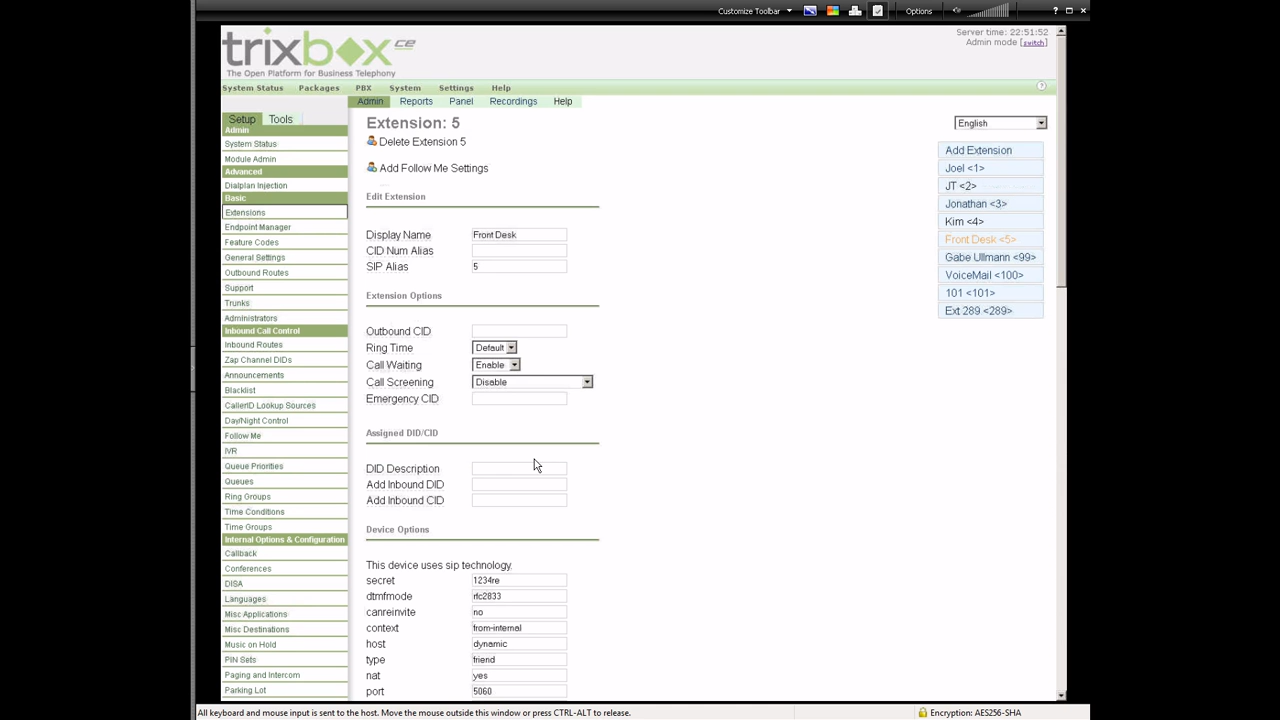 Customize Toolbar
Options
? 
trixbox ce
The Open Platform for Business Telephony
Server time: 22:51:52
Admin mode [switch]
System Status Packages PBX System Settings Help
?
Admin Reports Panel Recordings Help
Setup Tools
Admin
System Status
Module Admin
Advanced
Dialplan Injection
Basic
Extensions
Endpoint Manager
Feature Codes
General Settings
Outbound Routes
Support
Trunks
Administrators
Inbound Call Control
Inbound Routes
Zap Channel DIDs
Announcements
Blacklist
CallerID Lookup Sources
Day/Night Control
Follow Me
IVR
Queue Priorities
Queues
Ring Groups
Time Conditions
Time Groups
Internal Options & Configuration
Callback
Conferences
DISA
Languages
Misc Applications
Misc Destinations
Music on Hold
PIN Sets
Paging and Intercom
Parking Lot
Extension: 5
Delete Extension 5
Add Follow Me Settings
Edit Extension
Display Name Front Desk
CID Num Alias
SIP Alias 5
Extension Options
Outbound CID
Ring Time Default
Call Waiting Enable
Call Screening Disable
Emergency CID
Assigned DID/CID
DID Description
Add Inbound DID
Add Inbound CID
Device Options
This device uses sip technology.
secret 1234re
dtmfmode rfc2833
canreinvite no
context from-internal
host dynamic
type friend
nat yes
port 5060
English
Add Extension
Joel <1>
JT <2>
Jonathan <3>
Kim <4>
Front Desk <5>
Gabe Ullmann <99>
VoiceMail <100>
101 <101>
Ext 289 <289>
All keyboard and mouse input is sent to the host. Move the mouse outside this window or press CTRL-ALT to release.
Encryption: AES256-SHA